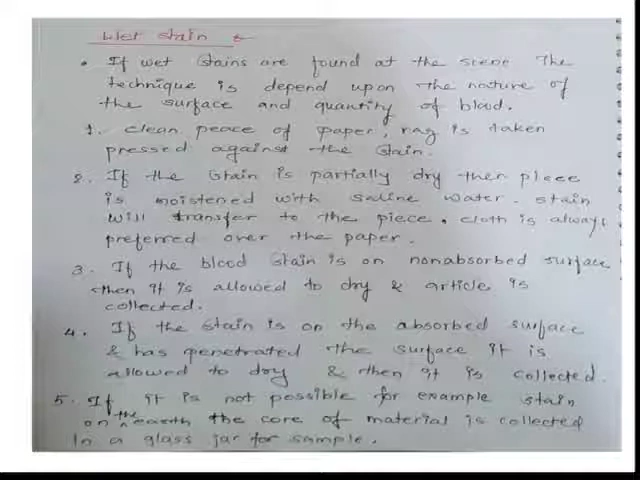 Wet stain :-
• If wet stains are found at the scene The
technique is depend upon the nature of
the surface and quantity of blood.
1. clean peace of paper, rag is taken
pressed against the stain.
2. If the stain is partially dry then piece
is moistened with saline water. stain
will transfer to the piece. cloth is always
preferred over the paper.
3. If the blood stain is on nonabsorbed surface
then it is allowed to dry & article is
collected.
4. If the stain is on the absorbed surface
& has penetrated the surface it is
allowed to dry & then it is collected.
5. If it is not possible for example stain
on the earth the core of material is collected
In a glass jar for sample.